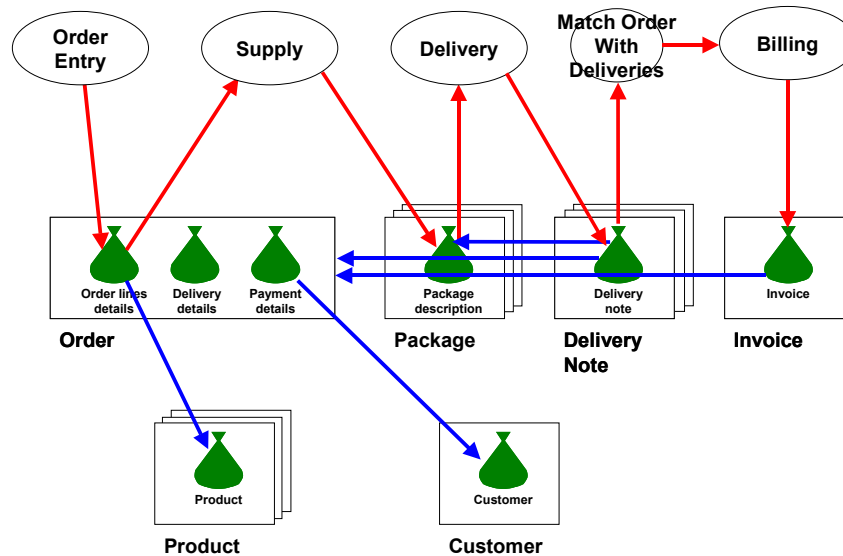 Order
Entry
Supply
Delivery
Match Order
With
Deliveries
Billing
Order lines
details
Delivery
details
Payment
details
Package
description
Delivery
note
Invoice
Order
Package
Delivery
Note
Invoice
Product
Customer
Product
Customer